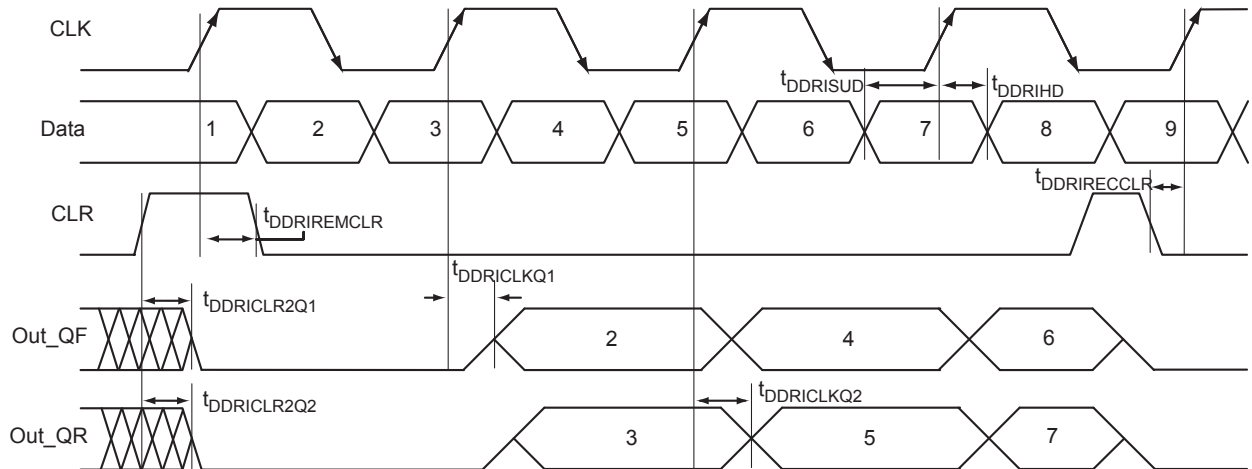 CLK
tDDRISUD
tDDRIHD
Data
1 2 3 4 5 6 7 8 9
tDDRIRECCLR
CLR
tDDRIREMCLR
tDDRICLKQ1
tDDRICLR2Q1
Out_QF
2 4 6
tDDRICLKQ2
tDDRICLR2Q2
Out_QR
3 5 7